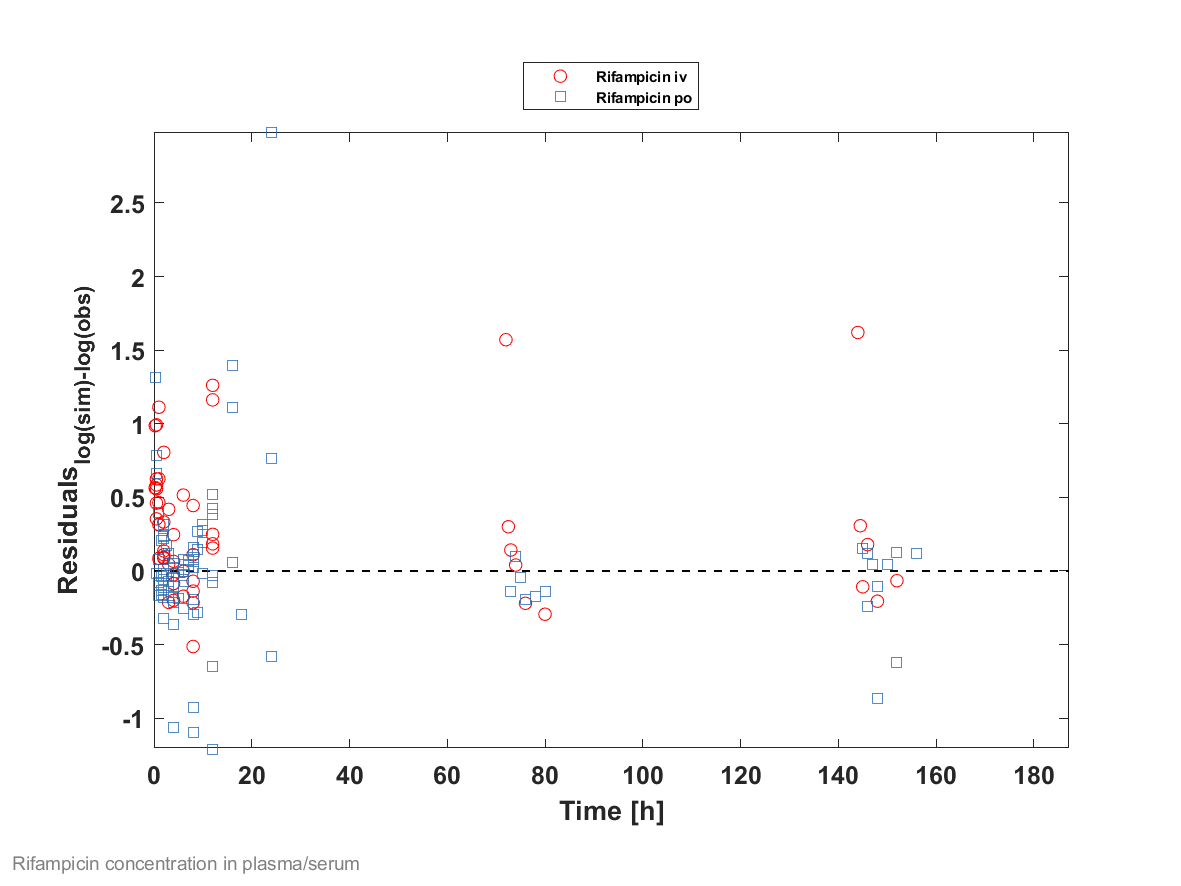 Rifampicin iv
Rifampicin po
2.5
2
1.5
1
0.5
0
-0.5
-1
Residuals log(sim)-log(obs)
0 20 40 60 80 100 120 140 160 180
Time [h]
Rifampicin concentration in plasma/serum